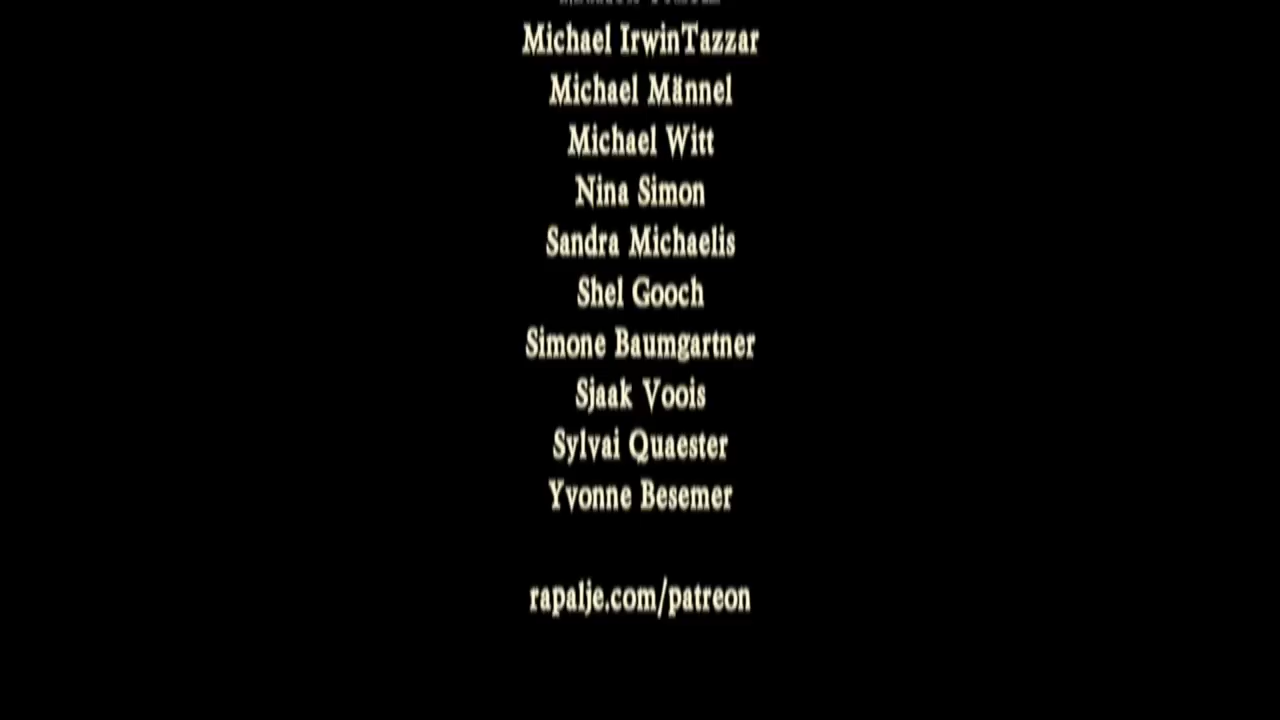 Michael IrwinTazzar
Michael Männel
Michael Witt
Nina Simon
Sandra Michaelis
Shel Gooch
Simone Baumgartner
Sjaak Voois
Sylvai Quaester
Yvonne Besemer
rapalje.com/patreon